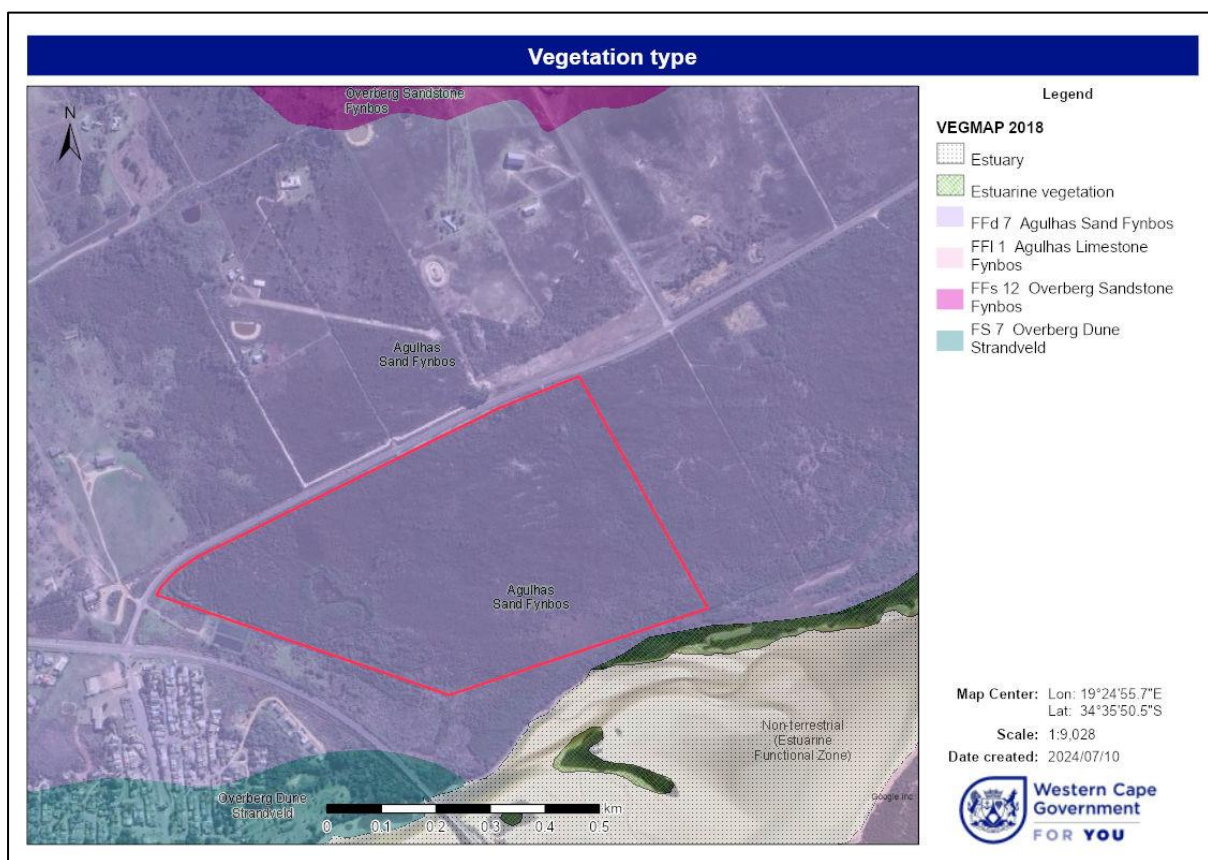 Vegetation type
Overberg Sandstone
Fynbos
N
Agulhas
Sand Fynbos
Agulhas
Sand Fynbos
Non-terrestrial
(Estuarine
Functional Zone)
Overberg Dune
Strandveld
km
0 0.1 0.2 0.3 0.4 0.5
Google Inc
Legend
VEGMAP 2018
Estuary
Estuarine vegetation
FFd 7 Agulhas Sand Fynbos
FFl 1 Agulhas Limestone
Fynbos
FFs 12 Overberg Sandstone
Fynbos
FS 7 Overberg Dune
Strandveld
Map Center: Lon: 19°24'55.7"E
Lat: 34°35'50.5"S
Scale: 1:9,028
Date created: 2024/07/10
Western Cape
Government
FOR YOU